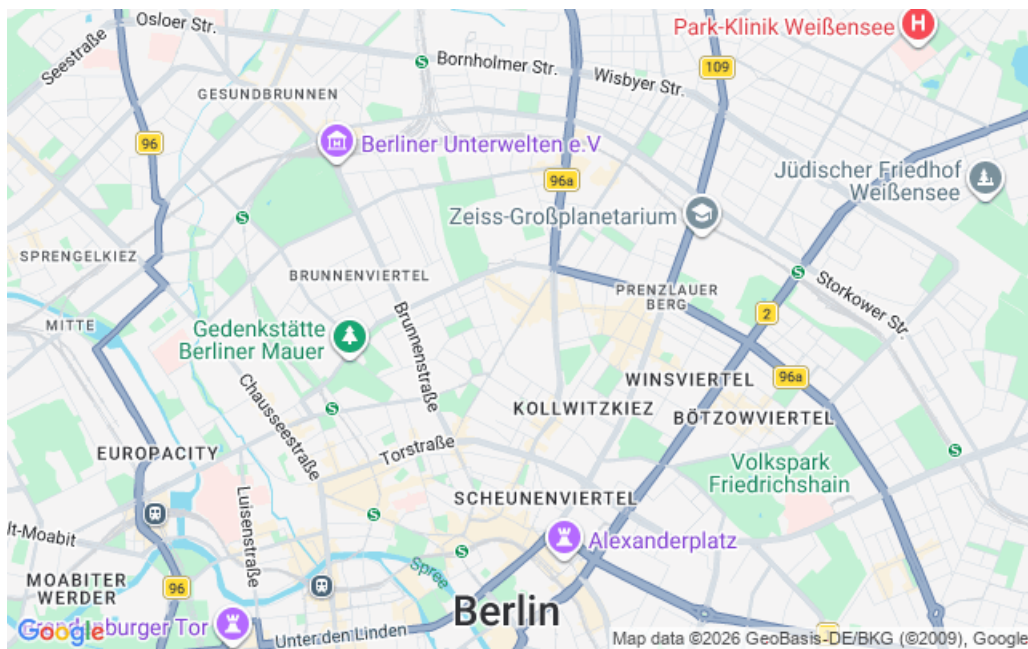 Osloer Str.
Park-Klinik Weißensee
H
Seestraße
S
Bornholmer Str.
109
Wisbyer Str.
GESUNDBRUNNEN
96
Berliner Unterwelten e.V
Jüdischer Friedhof
Weißensee
96a
Zeiss-Großplanetarium
S
SPRENGELKIEZ
BRUNNENVIERTEL
S
Storkower Str.
PRENZLAUER
BERG
2
MITTE
Gedenkstätte
Berliner Mauer
Brunnenstraße
WINSVIERTEL
96a
Chausseestraße
S
KOLLWITZKIEZ
BÖTZOWVIERTEL
EUROPACITY
Torstraße
S
Volkspark
Friedrichshain
Luisenstraße
SCHEUNENVIERTEL
S
lt-Moabit
Alexanderplatz
S
Spree
MOABITER
WERDER
96
Berlin
Google
Brandenburger Tor
Unter den Linden
Map data ©2026 GeoBasis-DE/BKG (©2009), Google